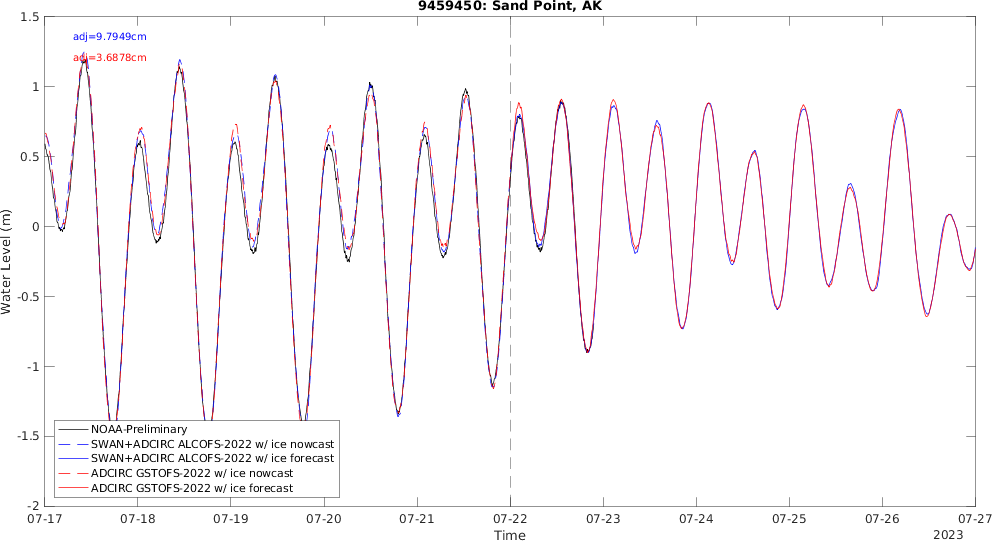 9459450: Sand Point, AK
1.5
adj=9.7949cm
adj=3.6878cm
1
0.5
0
-0.5
-1
-1.5
-2
Water Level (m)
NOAA-Preliminary
SWAN+ADCIRC ALCOFS-2022 w/ ice nowcast
SWAN+ADCIRC ALCOFS-2022 w/ ice forecast
ADCIRC GSTOFS-2022 w/ ice nowcast
ADCIRC GSTOFS-2022 w/ ice forecast
07-17 07-18 07-19 07-20 07-21 07-22 07-23 07-24 07-25 07-26 07-27
Time
2023